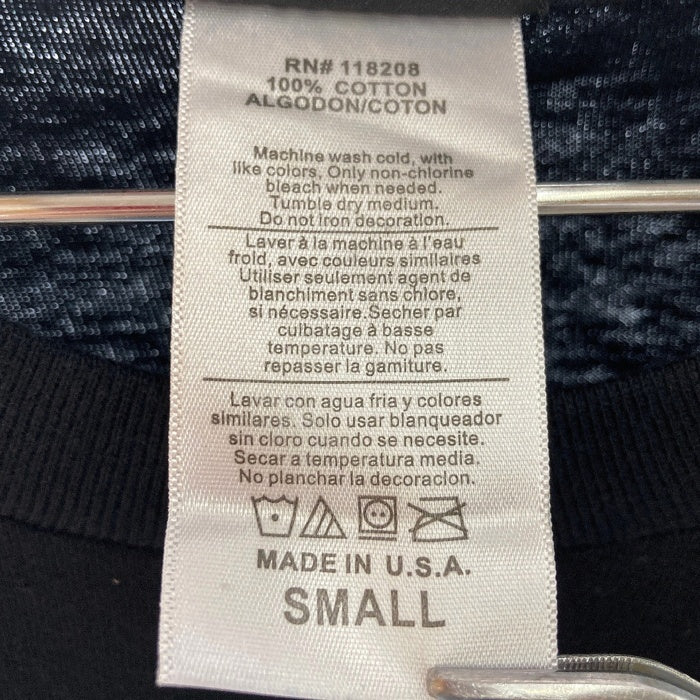 RN# 118208
100% COTTON
ALGODON/COTON
Machine wash cold, with
like colors, Only non-chlorine
bleach when needed.
Tumble dry medium.
Do not iron decoration.
Laver à la machine à l'eau
froid, avec couleurs similaires
Utiliser seulement agent de
blanchiment sans chlore,
si nécessaire.Secher par
culbatage à basse
temperature. No pas
repasser la gamiture.
Lavar con agua fria y colores
similares. Solo usar blanqueador
sin cloro cuando se necesite.
Secar a temperatura media.
No planchar la decoracion.
MADE IN U.S.A.
SMALL